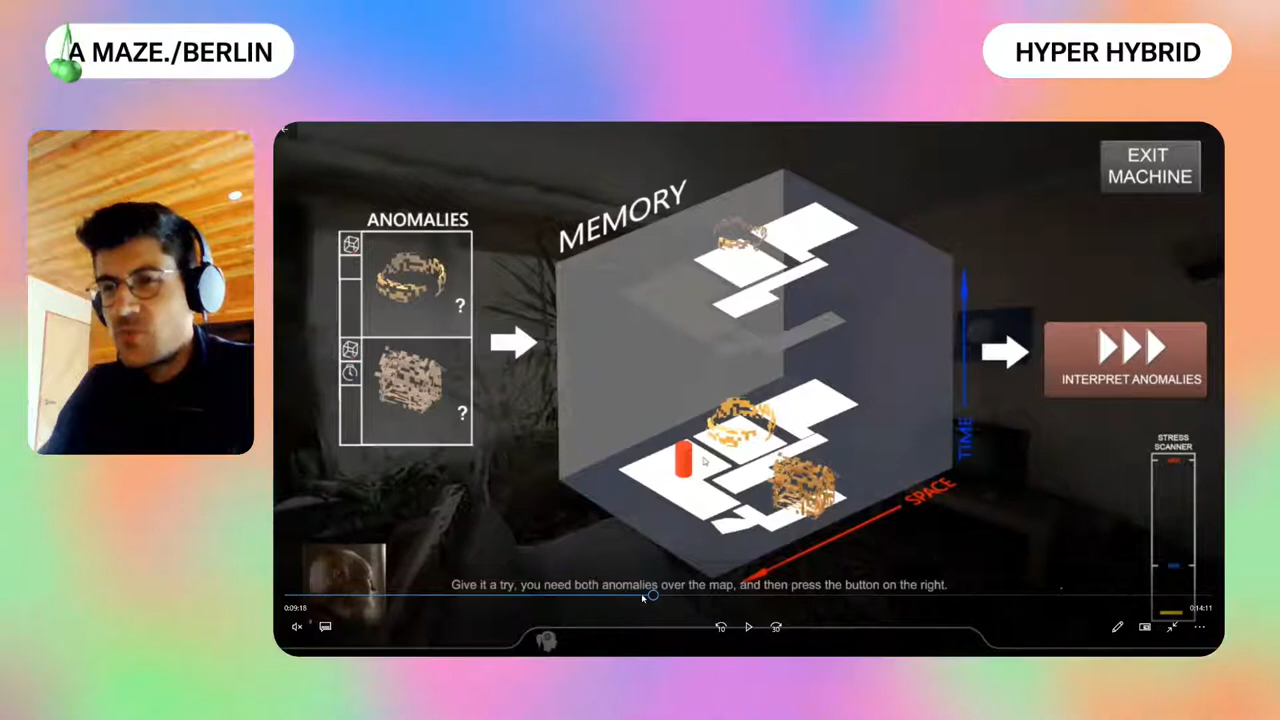 A MAZE./BERLIN
HYPER HYBRID
EXIT
MACHINE
ANOMALIES
MEMORY
?
?
TIME
SPACE
INTERPRET ANOMALIES
STRESS
SCANNER
Give it a try, you need both anomalies over the map, and then press the button on the right.
0:09:18
0:14:11
10
30